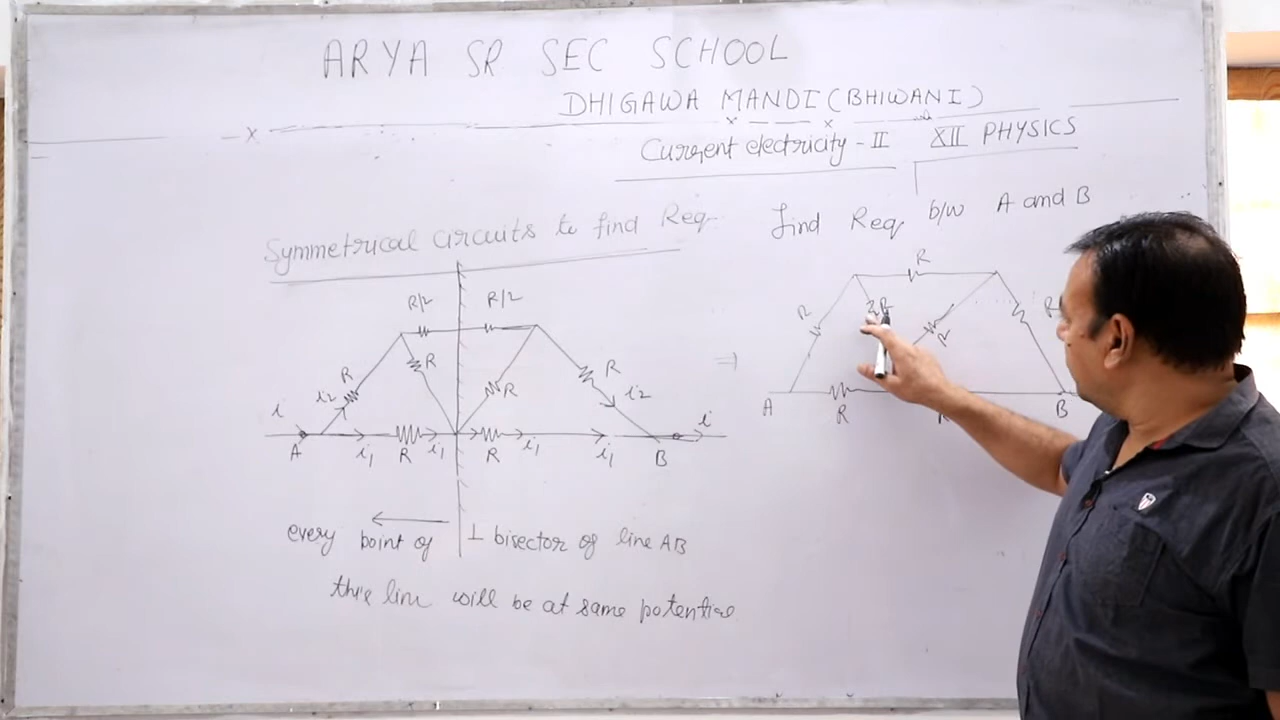 ARYA SR SEC SCHOOL
DHIGAWA MANDI (BHIWANI)
Current electricity - II XII PHYSICS
Symmetrical circuits to find Req.
find Req b/w A and B
R/2 R/2
R R R R
i i2 i2 i
A i1 R i1 R i1 i1 B
⇒
R
R R R R
A R B
every point of ⊥ bisector of line AB
this line will be at same potential